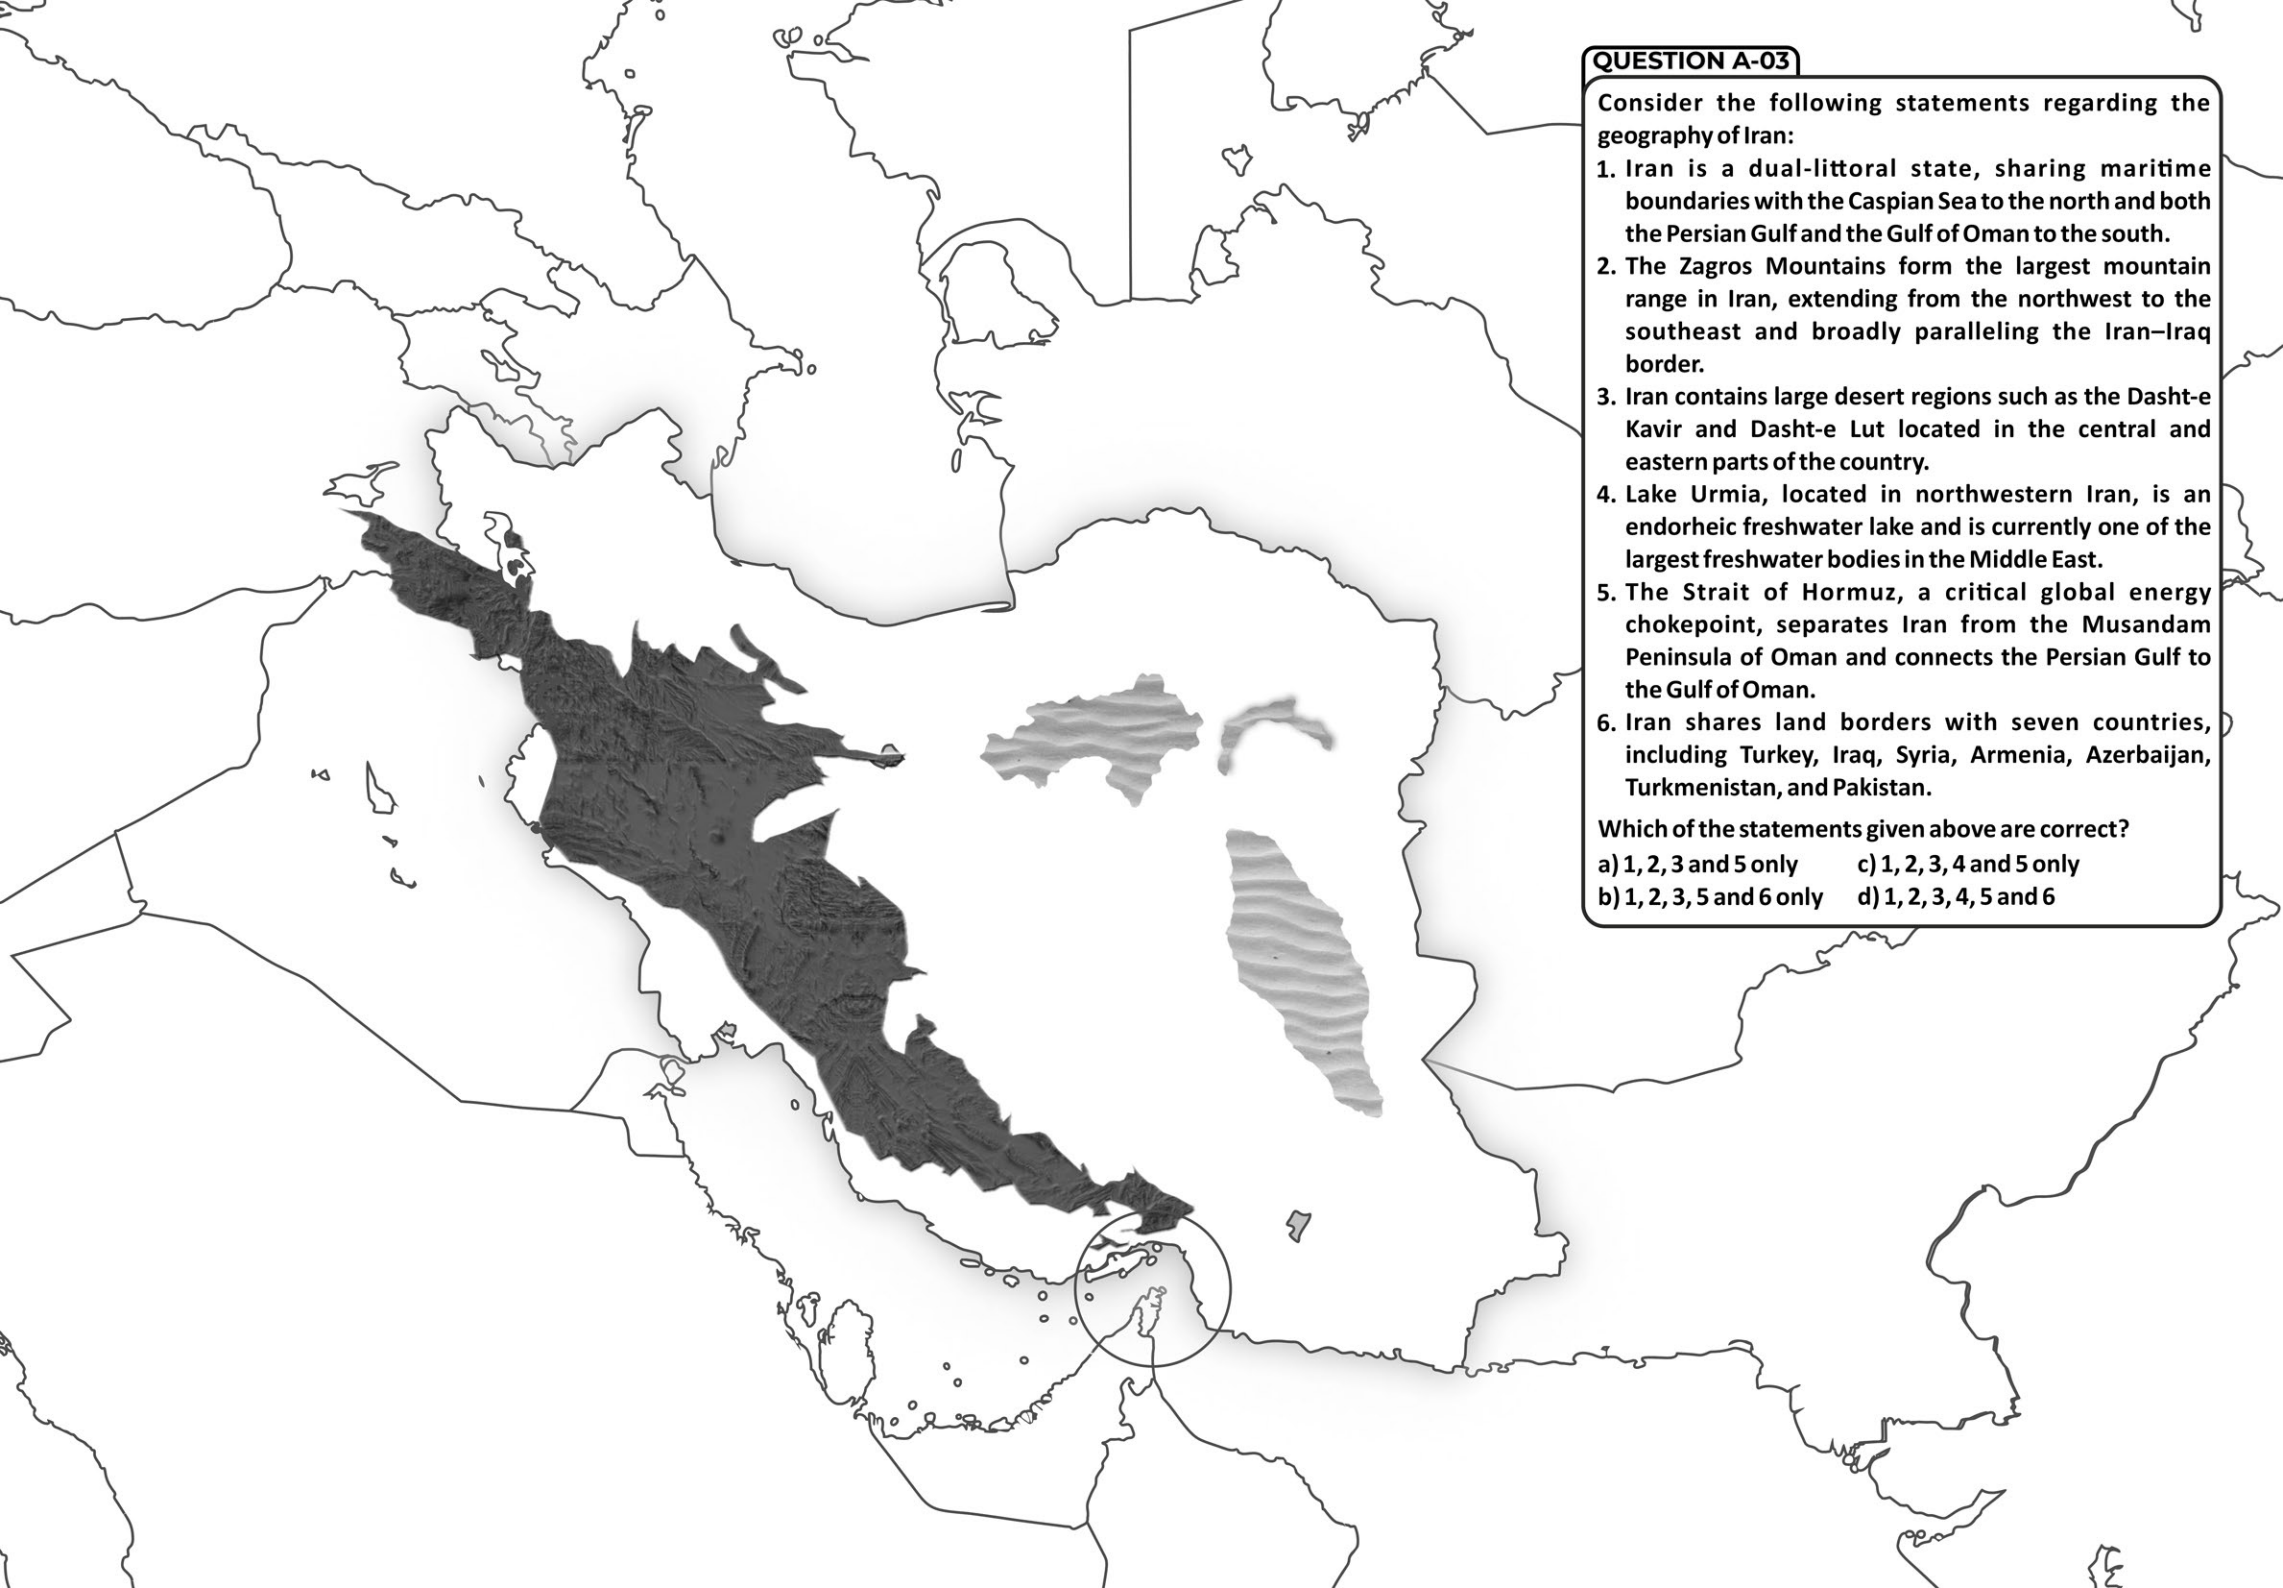 QUESTION A-03
Consider the following statements regarding the
geography of Iran:
1. Iran is a dual-littoral state, sharing maritime
boundaries with the Caspian Sea to the north and both
the Persian Gulf and the Gulf of Oman to the south.
2. The Zagros Mountains form the largest mountain
range in Iran, extending from the northwest to the
southeast and broadly paralleling the Iran–Iraq
border.
3. Iran contains large desert regions such as the Dasht-e
Kavir and Dasht-e Lut located in the central and
eastern parts of the country.
4. Lake Urmia, located in northwestern Iran, is an
endorheic freshwater lake and is currently one of the
largest freshwater bodies in the Middle East.
5. The Strait of Hormuz, a critical global energy
chokepoint, separates Iran from the Musandam
Peninsula of Oman and connects the Persian Gulf to
the Gulf of Oman.
6. Iran shares land borders with seven countries,
including Turkey, Iraq, Syria, Armenia, Azerbaijan,
Turkmenistan, and Pakistan.
Which of the statements given above are correct?
a) 1, 2, 3 and 5 only c) 1, 2, 3, 4 and 5 only
b) 1, 2, 3, 5 and 6 only d) 1, 2, 3, 4, 5 and 6